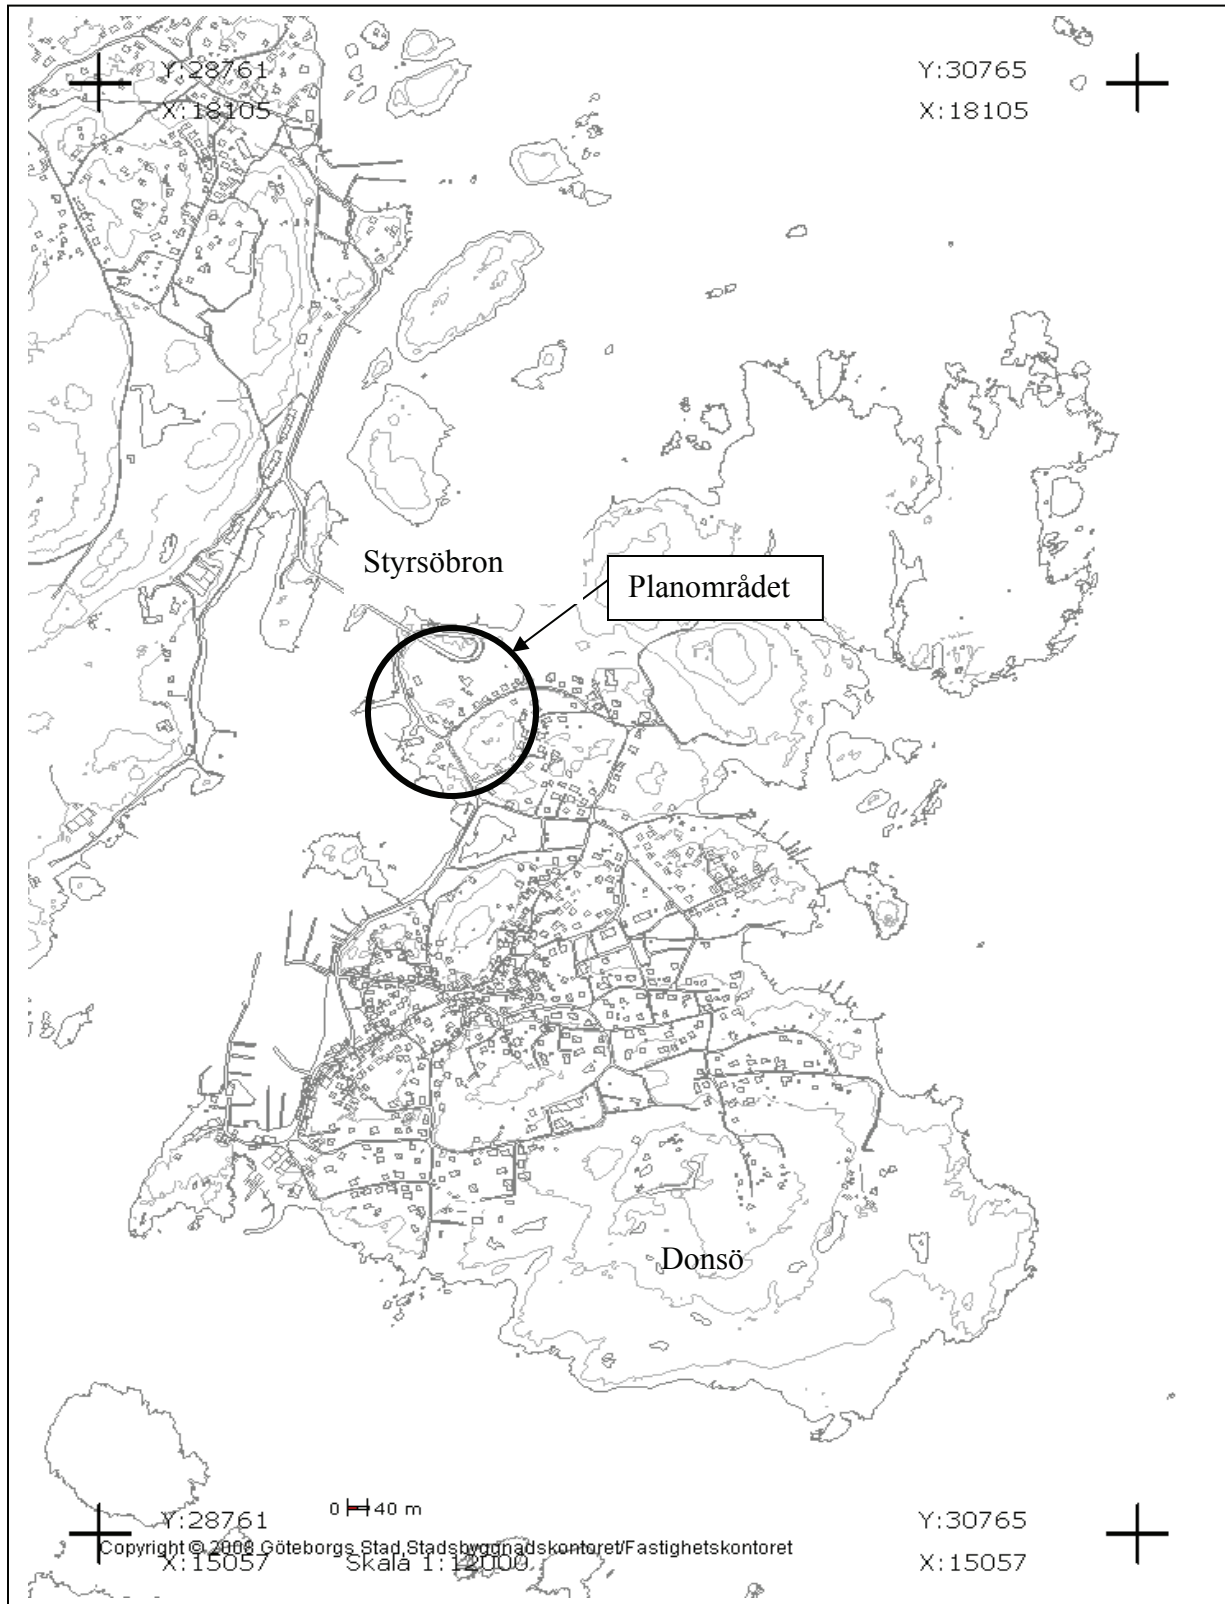 Y:28761
X:18105
Y:30765
X:18105
Styrsöbron
Planområdet
Donsö
0 40 m
Y:28761
X:15057
Y:30765
X:15057
Copyright © 2008 Göteborgs Stad,Stadsbyggnadskontoret/Fastighetskontoret
Skala 1:12000